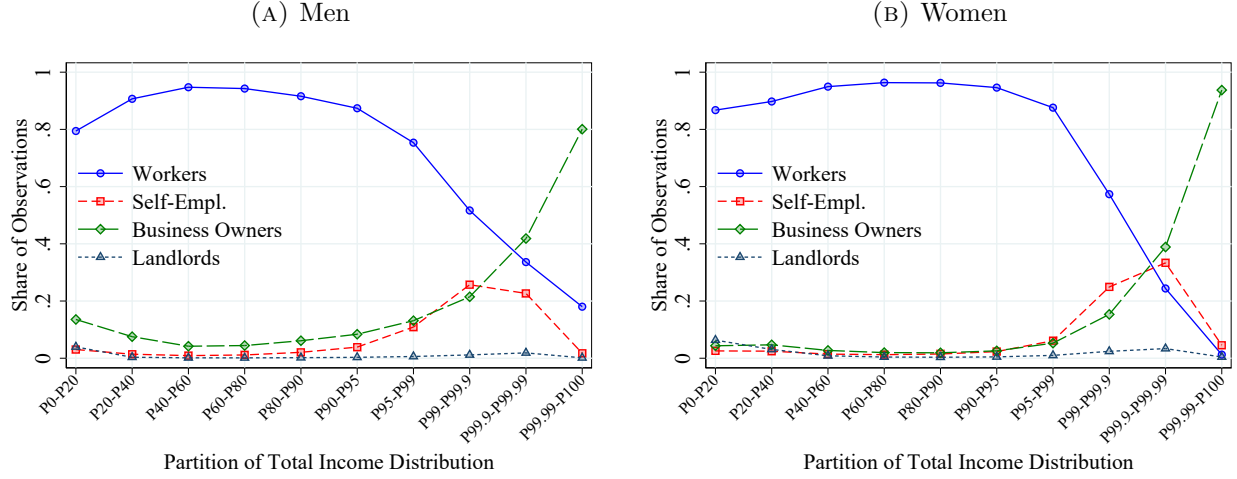 (A) Men
Share of Observations
1
.8
.6
.4
.2
0
Workers
Self-Empl.
Business Owners
Landlords
P0-P20
P20-P40
P40-P60
P60-P80
P80-P90
P90-P95
P95-P99
P99-P99.9
P99.9-P99.99
P99.99-P100
Partition of Total Income Distribution
(B) Women
Share of Observations
1
.8
.6
.4
.2
0
Workers
Self-Empl.
Business Owners
Landlords
P0-P20
P20-P40
P40-P60
P60-P80
P80-P90
P90-P95
P95-P99
P99-P99.9
P99.9-P99.99
P99.99-P100
Partition of Total Income Distribution